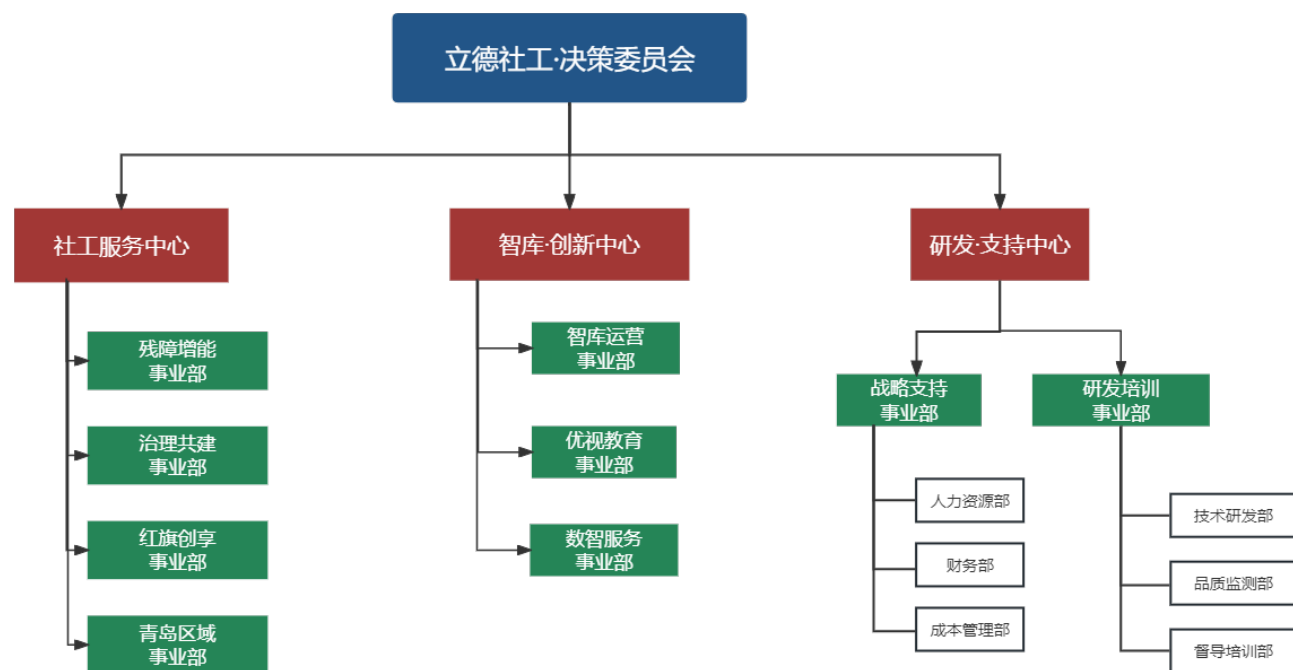 立德社工·决策委员会
社工服务中心
智库·创新中心
研发·支持中心
残障增能
事业部
治理共建
事业部
红旗创享
事业部
青岛区域
事业部
智库运营
事业部
优视教育
事业部
数智服务
事业部
战略支持
事业部
人力资源部
财务部
成本管理部
研发培训
事业部
技术研发部
品质监测部
督导培训部